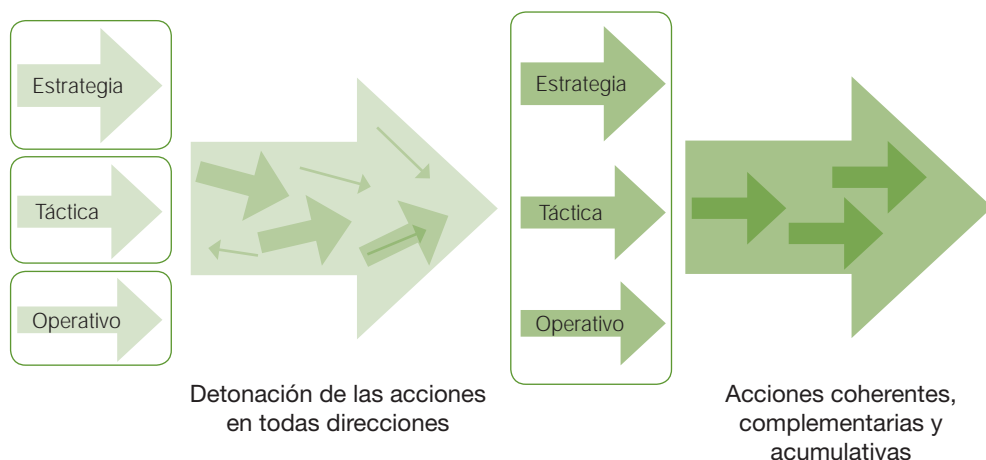 Estrategia
Táctica
Operativo
Detonación de las acciones
en todas direcciones
Estrategia
Táctica
Operativo
Acciones coherentes,
complementarias y
acumulativas